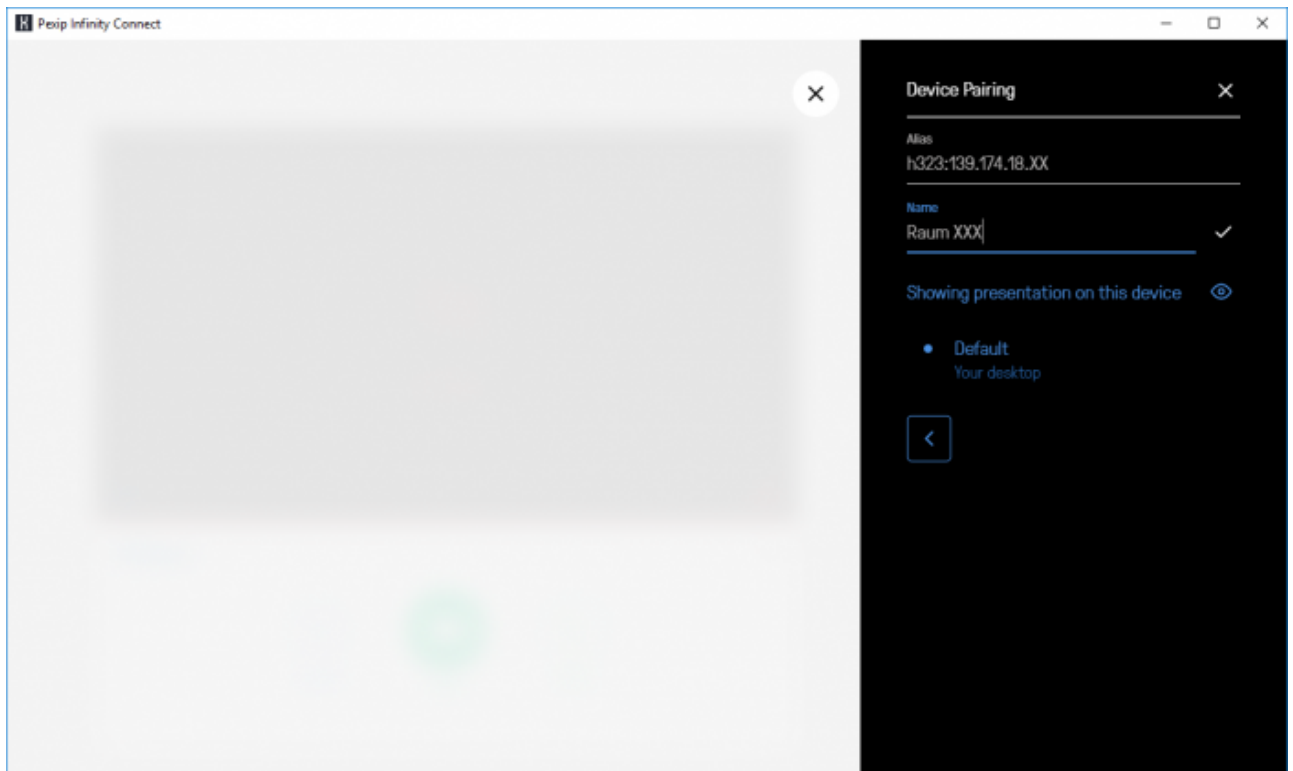 Pexip Infinity Connect
Device Pairing
Alias
h323:139.174.18.XX
Name
Raum XXX
Showing presentation on this device
Default
Your desktop